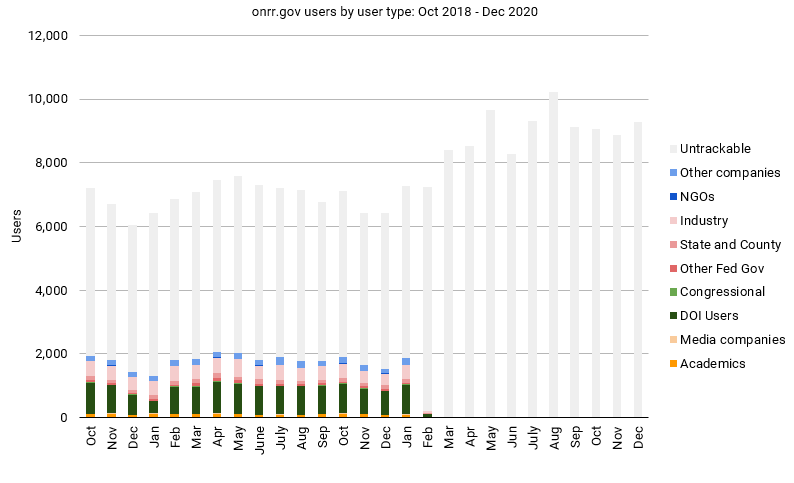 onrr.gov users by user type: Oct 2018 - Dec 2020
12,000
10,000
8,000
6,000
4,000
2,000
0
Users
Oct
Nov
Dec
Jan
Feb
Mar
Apr
May
June
July
Aug
Sep
Oct
Nov
Dec
Jan
Feb
Mar
Apr
May
Jun
July
Aug
Sep
Oct
Nov
Dec
Untrackable
Other companies
NGOs
Industry
State and County
Other Fed Gov
Congressional
DOI Users
Media companies
Academics